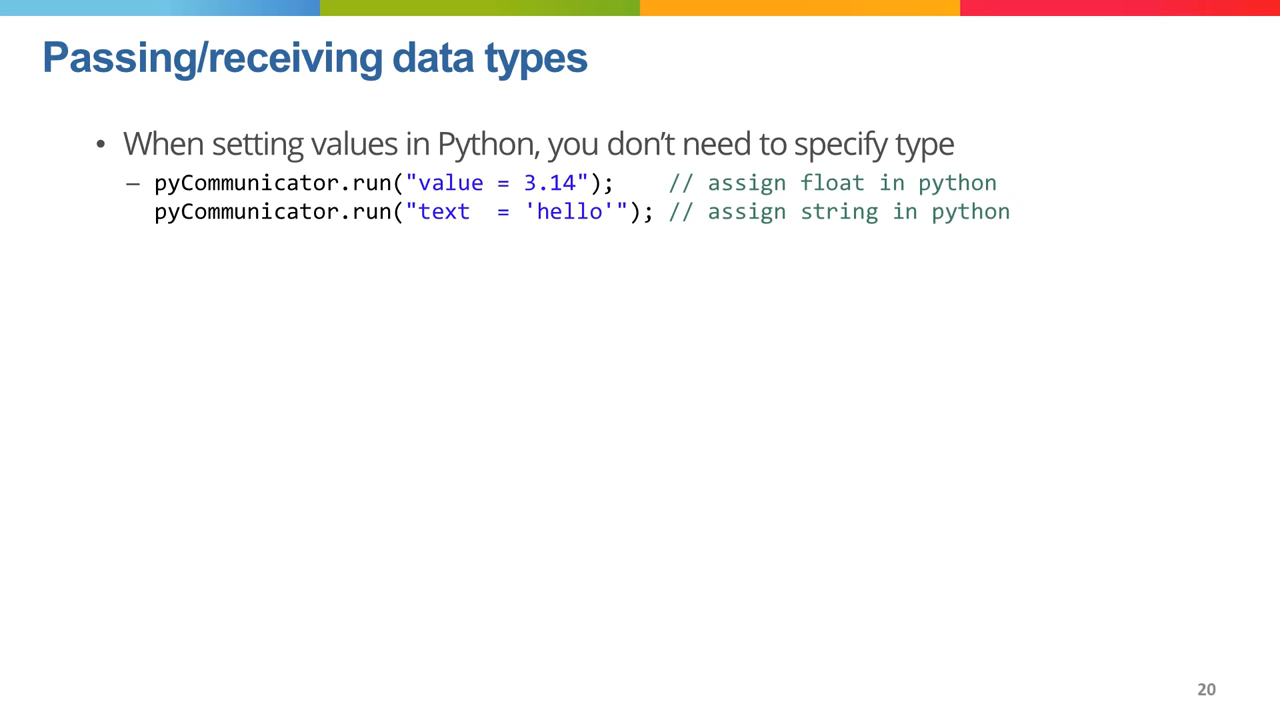 Passing/receiving data types
• When setting values in Python, you don’t need to specify type
– pyCommunicator.run("value = 3.14");    // assign float in python
pyCommunicator.run("text  = 'hello'"); // assign string in python
20